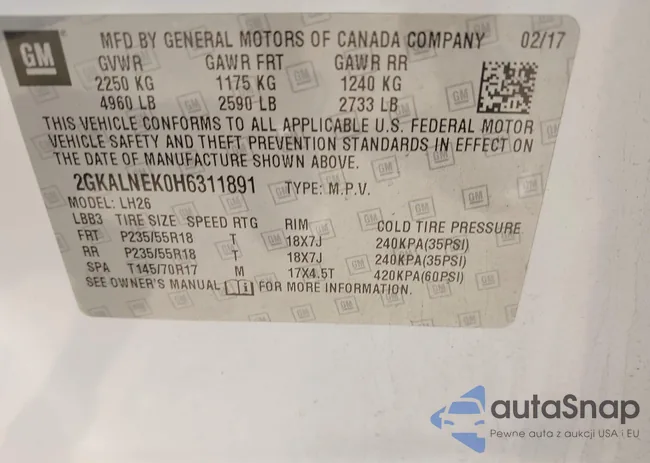 GM MFD BY GENERAL MOTORS OF CANADA COMPANY 02/17
GVWR GAWR FRT GAWR RR
2250 KG 1175 KG 1240 KG
4960 LB 2590 LB 2733 LB
THIS VEHICLE CONFORMS TO ALL APPLICABLE U.S. FEDERAL MOTOR
VEHICLE SAFETY AND THEFT PREVENTION STANDARDS IN EFFECT ON
THE DATE OF MANUFACTURE SHOWN ABOVE.
2GKALNEK0H6311891 TYPE: M.P.V.
MODEL: LH26
LBB3 TIRE SIZE SPEED RTG RIM COLD TIRE PRESSURE
FRT P235/55R18 T 18X7J 240KPA(35PSI)
RR P235/55R18 T 18X7J 240KPA(35PSI)
SPA T145/70R17 M 17X4.5T 420KPA(60PSI)
SEE OWNER'S MANUAL i FOR MORE INFORMATION.
autaSnap
Pewne auta z aukcji USA i EU